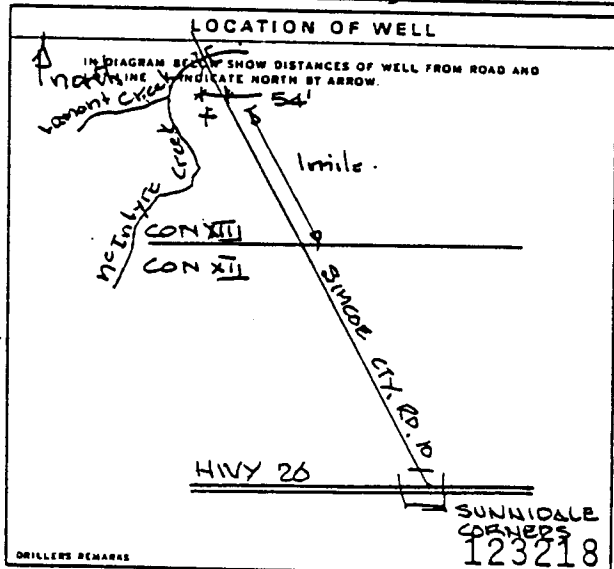 LOCATION OF WELL
IN DIAGRAM BELOW SHOW DISTANCES OF WELL FROM ROAD AND
LINE INDICATE NORTH BY ARROW.
north
Lamont Creek
54'
1mile.
McIntyre Creek
CON XIII
CON XII
SIMCOE CTY. RD. 10
HWY 26
SUNNIDALE
CORNERS
123218
DRILLERS REMARKS